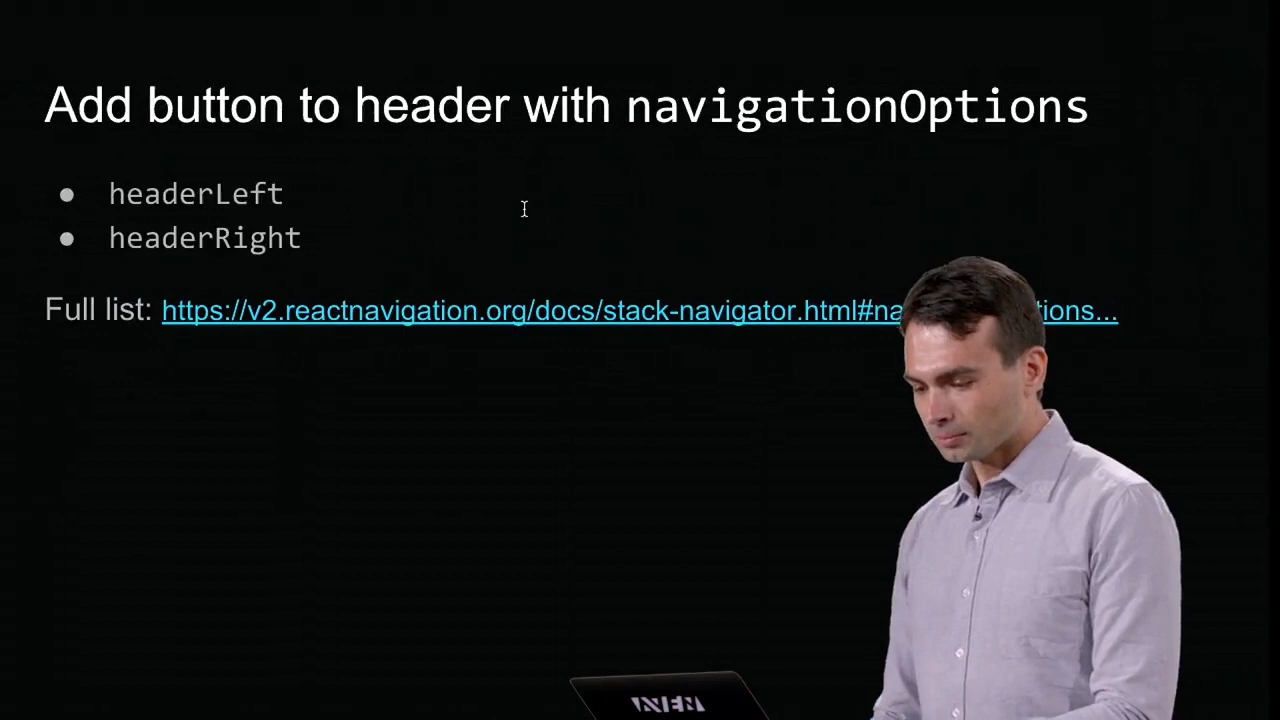 Add button to header with navigationOptions
● headerLeft
● headerRight
Full list: https://v2.reactnavigation.org/docs/stack-navigator.html#na tions...